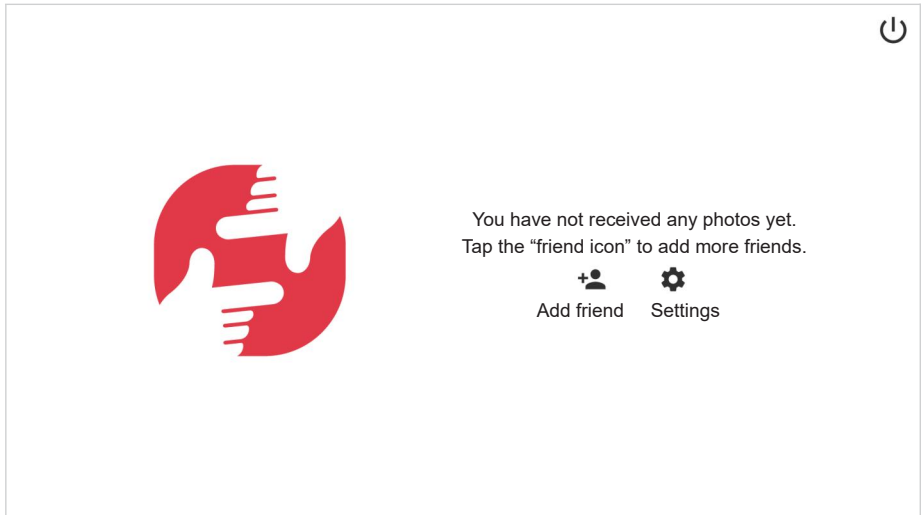 You have not received any photos yet.
Tap the “friend icon” to add more friends.
Add friend Settings